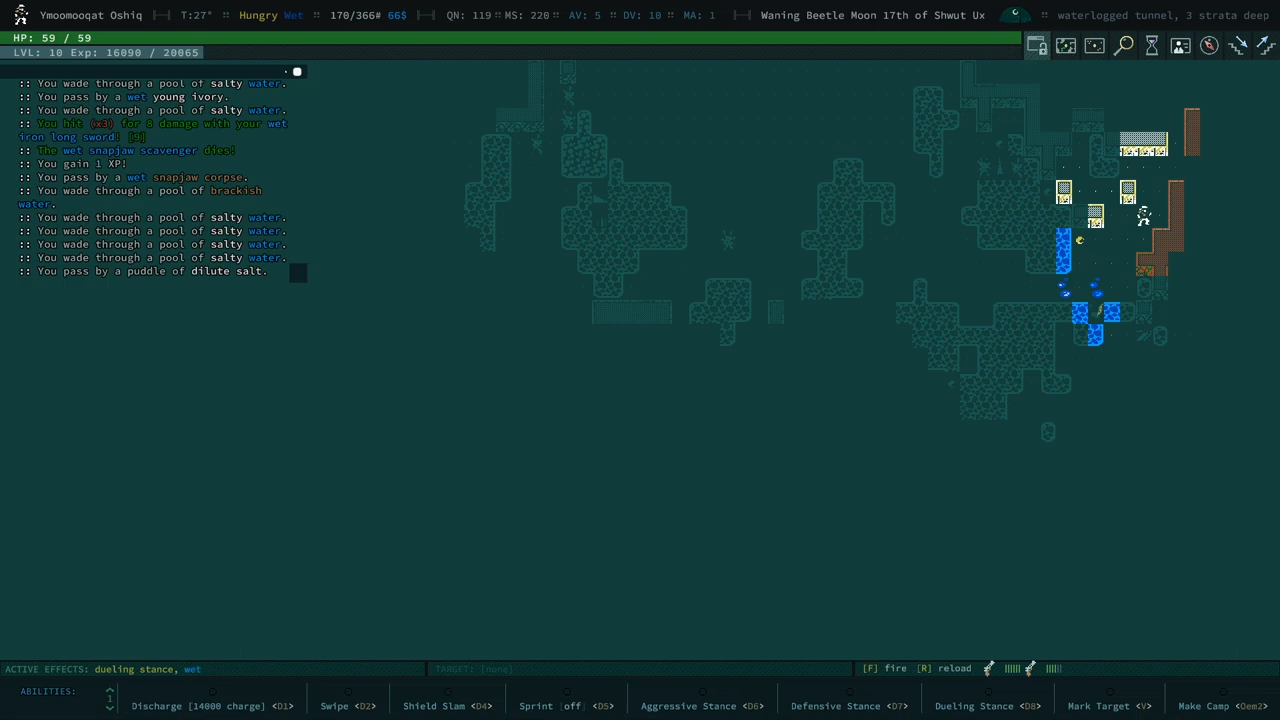 Ymoomooqat Oshiq T:27° :: Hungry Wet :: 170/366# 66$ QN: 119 :: MS: 220 :: AV: 5 :: DV: 10 :: MA: 1 Waning Beetle Moon 17th of Shwut Ux :: waterlogged tunnel, 3 strata deep
HP: 59 / 59
LVL: 10 Exp: 16090 / 20065
:: You wade through a pool of salty water.
:: You pass by a wet young ivory.
:: You wade through a pool of salty water.
:: You hit (x3) for 8 damage with your wet
iron long sword! [9]
:: The wet snapjaw scavenger dies!
:: You gain 1 XP!
:: You pass by a wet snapjaw corpse.
:: You wade through a pool of brackish
water.
:: You wade through a pool of salty water.
:: You wade through a pool of salty water.
:: You wade through a pool of salty water.
:: You wade through a pool of salty water.
:: You pass by a puddle of dilute salt.
ACTIVE EFFECTS: dueling stance, wet TARGET: [none] [F] fire [R] reload
ABILITIES: 1 Discharge [14000 charge] <D1> Swipe <D2> Shield Slam <D4> Sprint [off] <D5> Aggressive Stance <D6> Defensive Stance <D7> Dueling Stance <D8> Mark Target <V> Make Camp <Oem2>